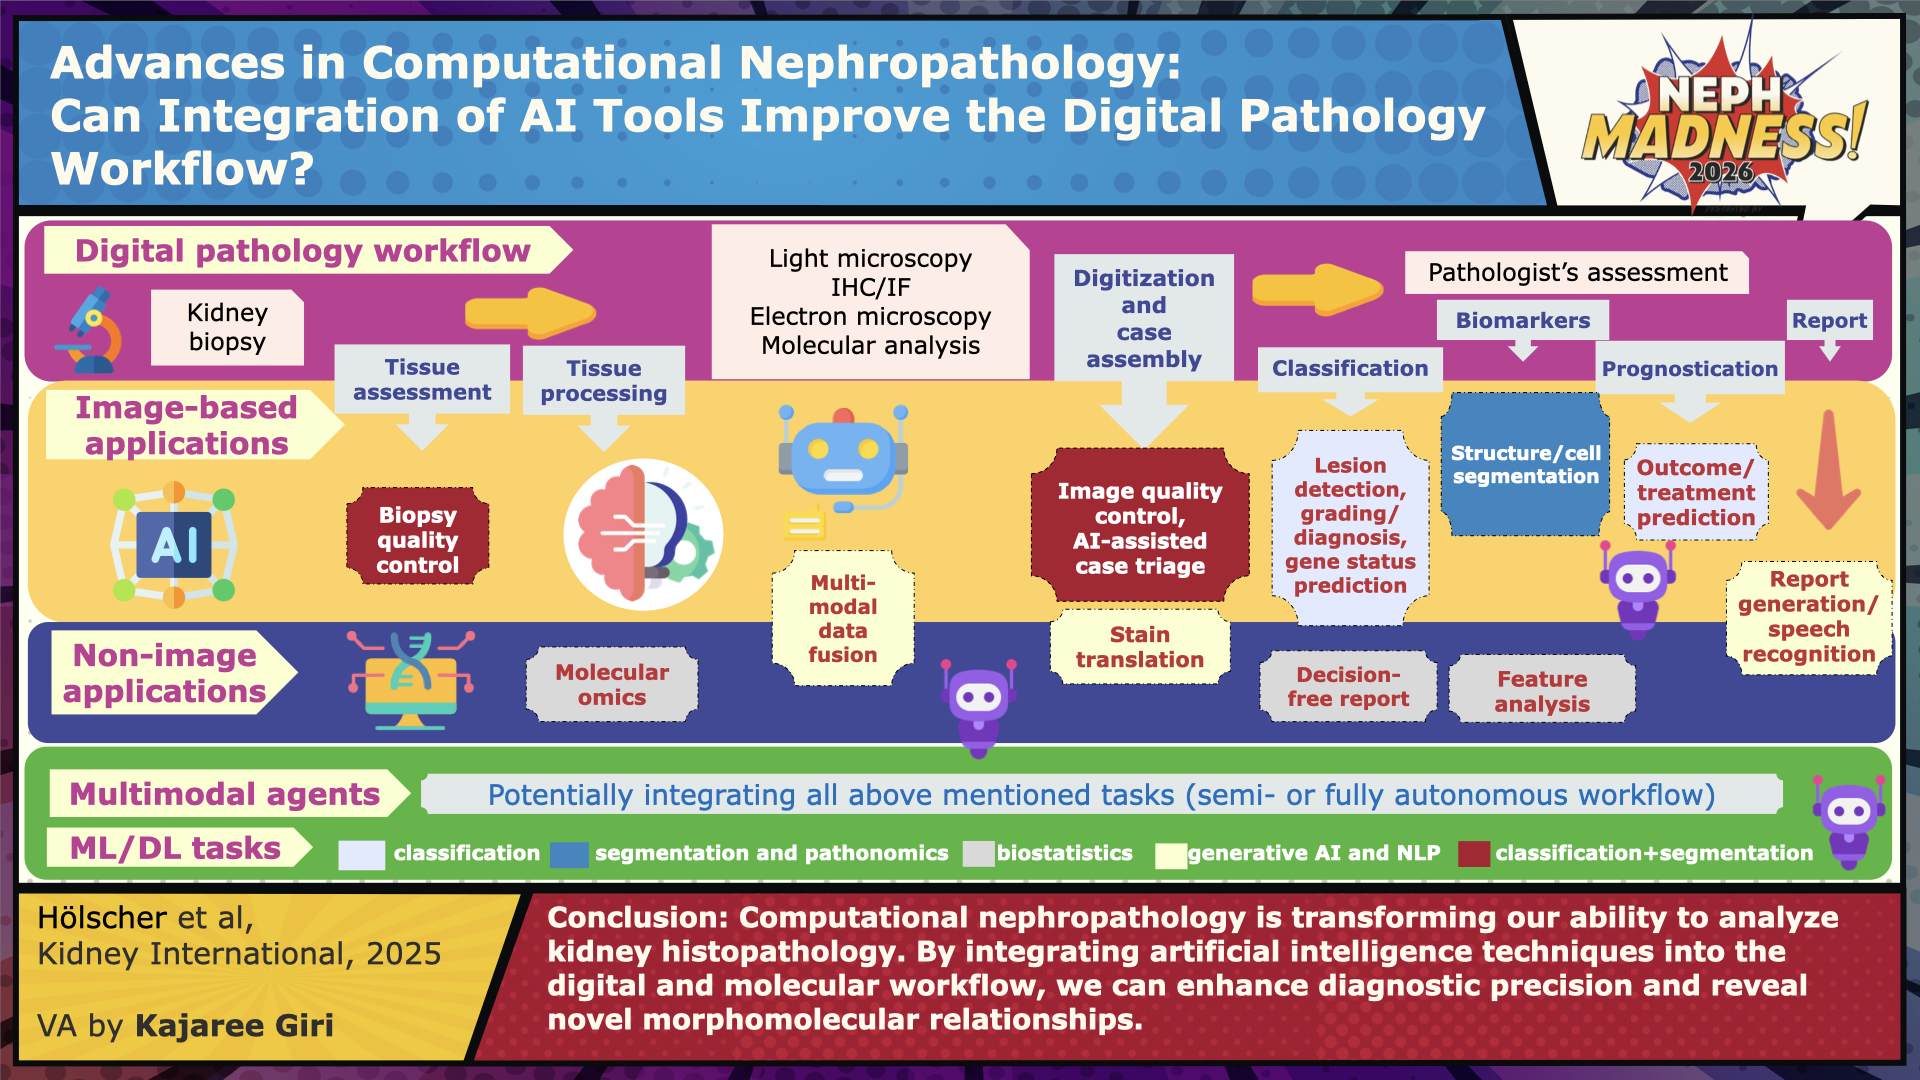 Advances in Computational Nephropathology:
Can Integration of AI Tools Improve the Digital Pathology
Workflow?
NEPH
MADNESS!
2026
Digital pathology workflow
Kidney
biopsy
Tissue
assessment
Tissue
processing
Light microscopy
IHC/IF
Electron microscopy
Molecular analysis
Digitization
and
case
assembly
Pathologist’s assessment
Classification
Biomarkers
Prognostication
Report
Image-based
applications
AI
Biopsy
quality
control
Multi-
modal
data
fusion
Image quality
control,
AI-assisted
case triage
Lesion
detection,
grading/
diagnosis,
gene status
prediction
Structure/cell
segmentation
Outcome/
treatment
prediction
Report
generation/
speech
recognition
Non-image
applications
Molecular
omics
Stain
translation
Decision-
free report
Feature
analysis
Multimodal agents
Potentially integrating all above mentioned tasks (semi- or fully autonomous workflow)
ML/DL tasks
classification
segmentation and pathonomics
biostatistics
generative AI and NLP
classification+segmentation
Hölscher et al,
Kidney International, 2025
VA by Kajaree Giri
Conclusion: Computational nephropathology is transforming our ability to analyze
kidney histopathology. By integrating artificial intelligence techniques into the
digital and molecular workflow, we can enhance diagnostic precision and reveal
novel morphomolecular relationships.